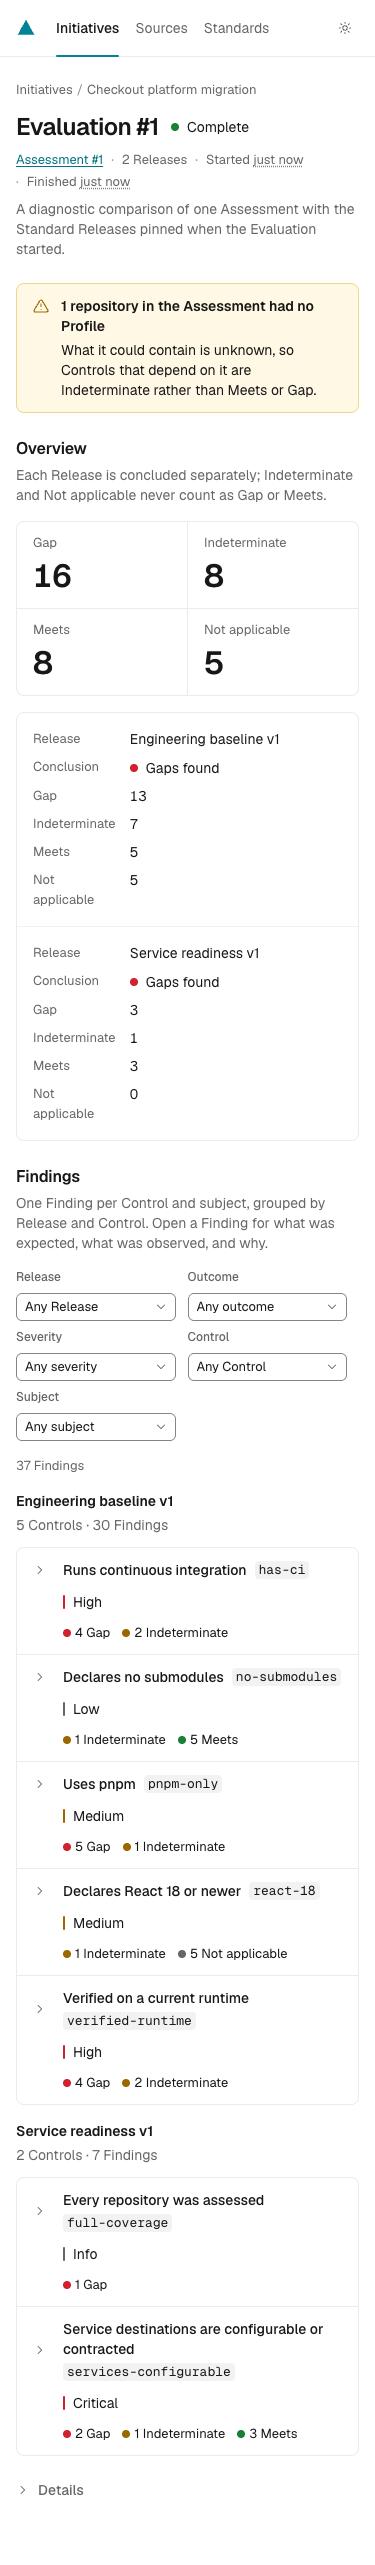 Initiatives Sources Standards
Initiatives / Checkout platform migration
Evaluation #1 Complete
Assessment #1 · 2 Releases · Started just now
· Finished just now
A diagnostic comparison of one Assessment with the
Standard Releases pinned when the Evaluation
started.
1 repository in the Assessment had no
Profile
What it could contain is unknown, so
Controls that depend on it are
Indeterminate rather than Meets or Gap.
Overview
Each Release is concluded separately; Indeterminate
and Not applicable never count as Gap or Meets.
Gap Indeterminate
16 8
Meets Not applicable
8 5
Release Engineering baseline v1
Conclusion Gaps found
Gap 13
Indeterminate 7
Meets 5
Not 5
applicable
Release Service readiness v1
Conclusion Gaps found
Gap 3
Indeterminate 1
Meets 3
Not 0
applicable
Findings
One Finding per Control and subject, grouped by
Release and Control. Open a Finding for what was
expected, what was observed, and why.
Release Outcome
Any Release Any outcome
Severity Control
Any severity Any Control
Subject
Any subject
37 Findings
Engineering baseline v1
5 Controls · 30 Findings
Runs continuous integration has-ci
High
4 Gap 2 Indeterminate
Declares no submodules no-submodules
Low
1 Indeterminate 5 Meets
Uses pnpm pnpm-only
Medium
5 Gap 1 Indeterminate
Declares React 18 or newer react-18
Medium
1 Indeterminate 5 Not applicable
Verified on a current runtime
verified-runtime
High
4 Gap 2 Indeterminate
Service readiness v1
2 Controls · 7 Findings
Every repository was assessed
full-coverage
Info
1 Gap
Service destinations are configurable or
contracted
services-configurable
Critical
2 Gap 1 Indeterminate 3 Meets
Details